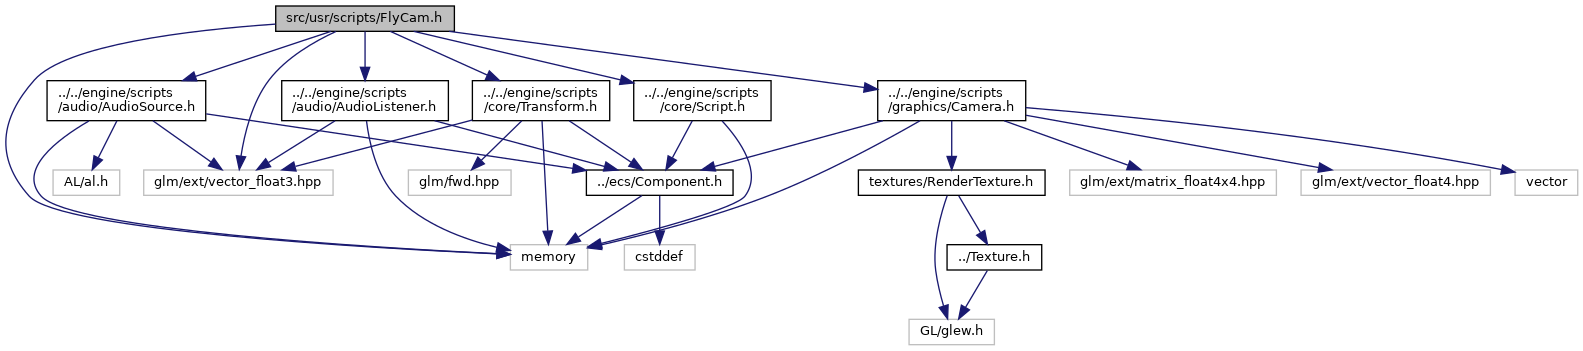 src/usr/scripts/FlyCam.h
../../engine/scripts
/audio/AudioSource.h
../../engine/scripts
/audio/AudioListener.h
../../engine/scripts
/core/Transform.h
../../engine/scripts
/core/Script.h
../../engine/scripts
/graphics/Camera.h
AL/al.h
glm/ext/vector_float3.hpp
glm/fwd.hpp
../ecs/Component.h
textures/RenderTexture.h
glm/ext/matrix_float4x4.hpp
glm/ext/vector_float4.hpp
vector
memory
cstddef
../Texture.h
GL/glew.h